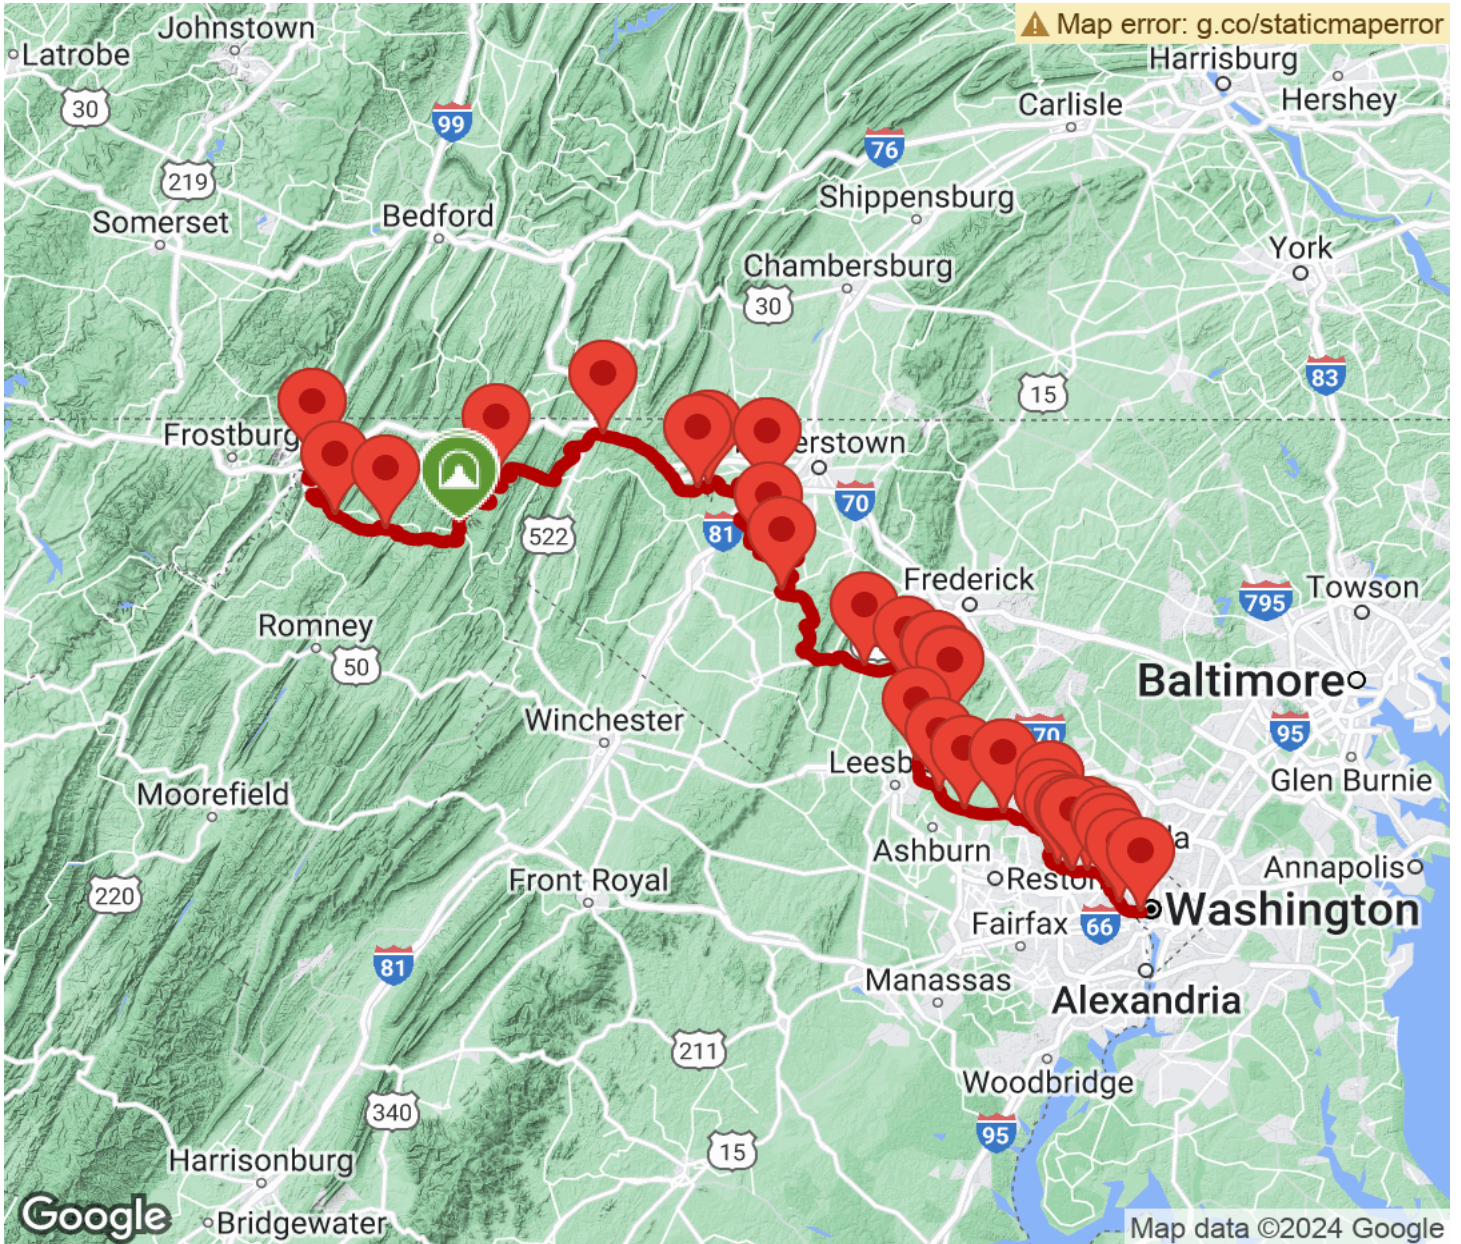 Map error: g.co/staticmaperror
Johnstown
Latrobe
Harrisburg
Hershey
Carlisle
30
99
76
219
Shippensburg
Bedford
Somerset
York
Chambersburg
30
83
15
Frostburg
erstown
70
81
522
Frederick
795
Towson
Romney
50
Baltimore
Winchester
70
95
Leesb
Glen Burnie
Moorefield
da
Ashburn
Annapolis
Reston
Front Royal
220
Washington
Fairfax
66
81
Manassas
Alexandria
211
Woodbridge
340
95
15
Harrisonburg
Google
Bridgewater
Map data ©2024 Google